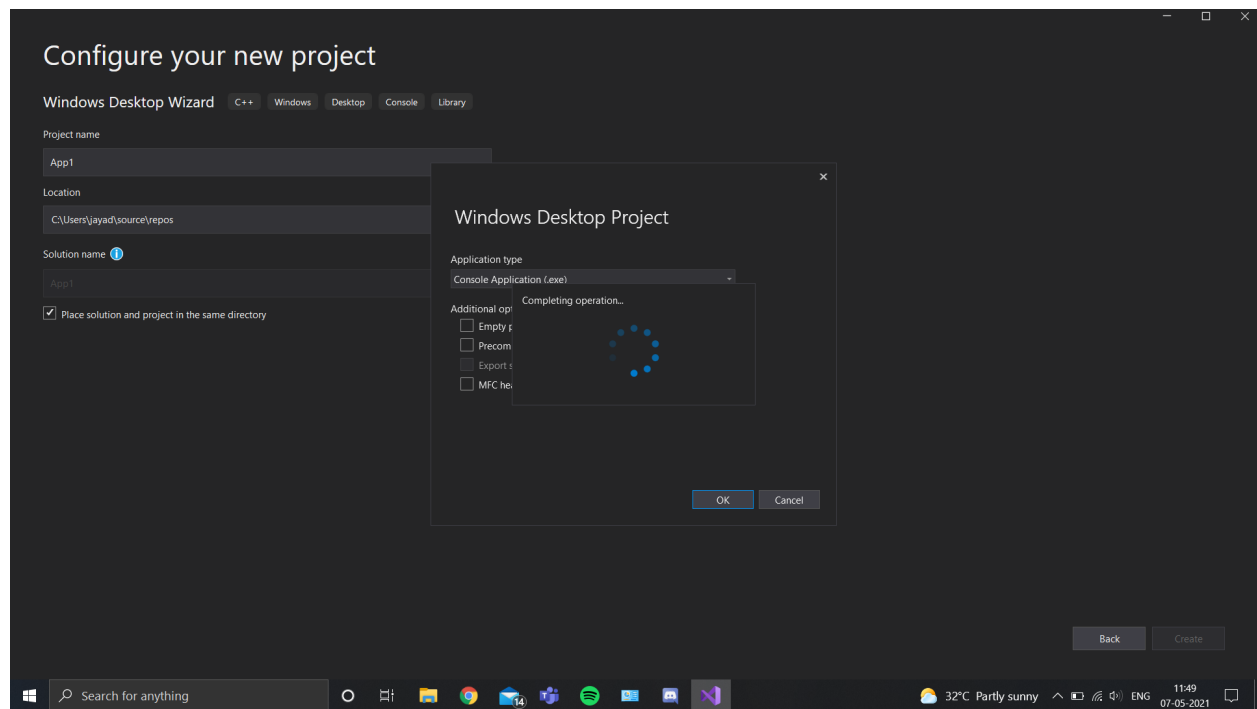 Configure your new project
Windows Desktop Wizard C++ Windows Desktop Console Library
Project name
App1
Location
C:\Users\jayad\source\repos
Solution name
App1
Place solution and project in the same directory
Windows Desktop Project
Application type
Console Application (.exe)
Completing operation...
Additional opt
Empty p
Precom
Export s
MFC hea
OK Cancel
Back Create
Search for anything
14
32°C Partly sunny
ENG
11:49
07-05-2021